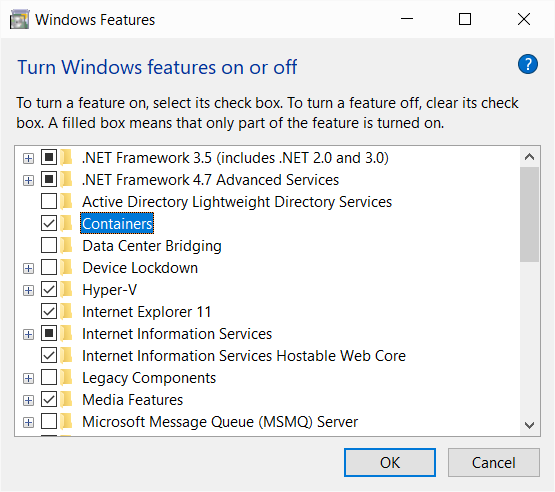 Windows Features
Turn Windows features on or off
?
To turn a feature on, select its check box. To turn a feature off, clear its check
box. A filled box means that only part of the feature is turned on.
.NET Framework 3.5 (includes .NET 2.0 and 3.0)
.NET Framework 4.7 Advanced Services
Active Directory Lightweight Directory Services
Containers
Data Center Bridging
Device Lockdown
Hyper-V
Internet Explorer 11
Internet Information Services
Internet Information Services Hostable Web Core
Legacy Components
Media Features
Microsoft Message Queue (MSMQ) Server
OK
Cancel